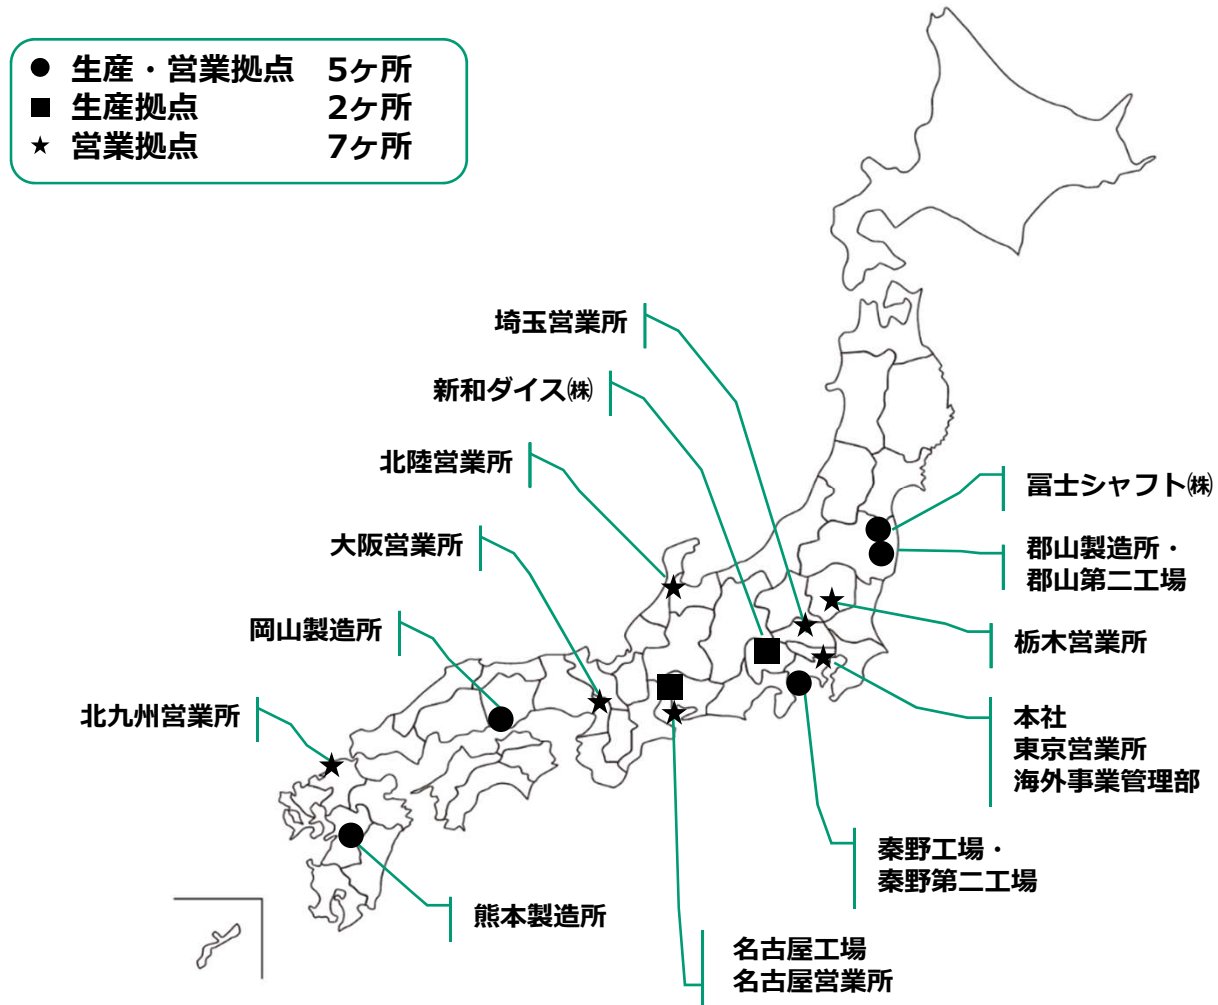 ● 生産・営業拠点 5ヶ所
■ 生産拠点 2ヶ所
★ 営業拠点 7ヶ所
埼玉営業所
新和ダイス㈱
北陸営業所
大阪営業所
岡山製造所
北九州営業所
冨士シャフト㈱
郡山製造所・
郡山第二工場
栃木営業所
本社
東京営業所
海外事業管理部
秦野工場・
秦野第二工場
熊本製造所
名古屋工場
名古屋営業所